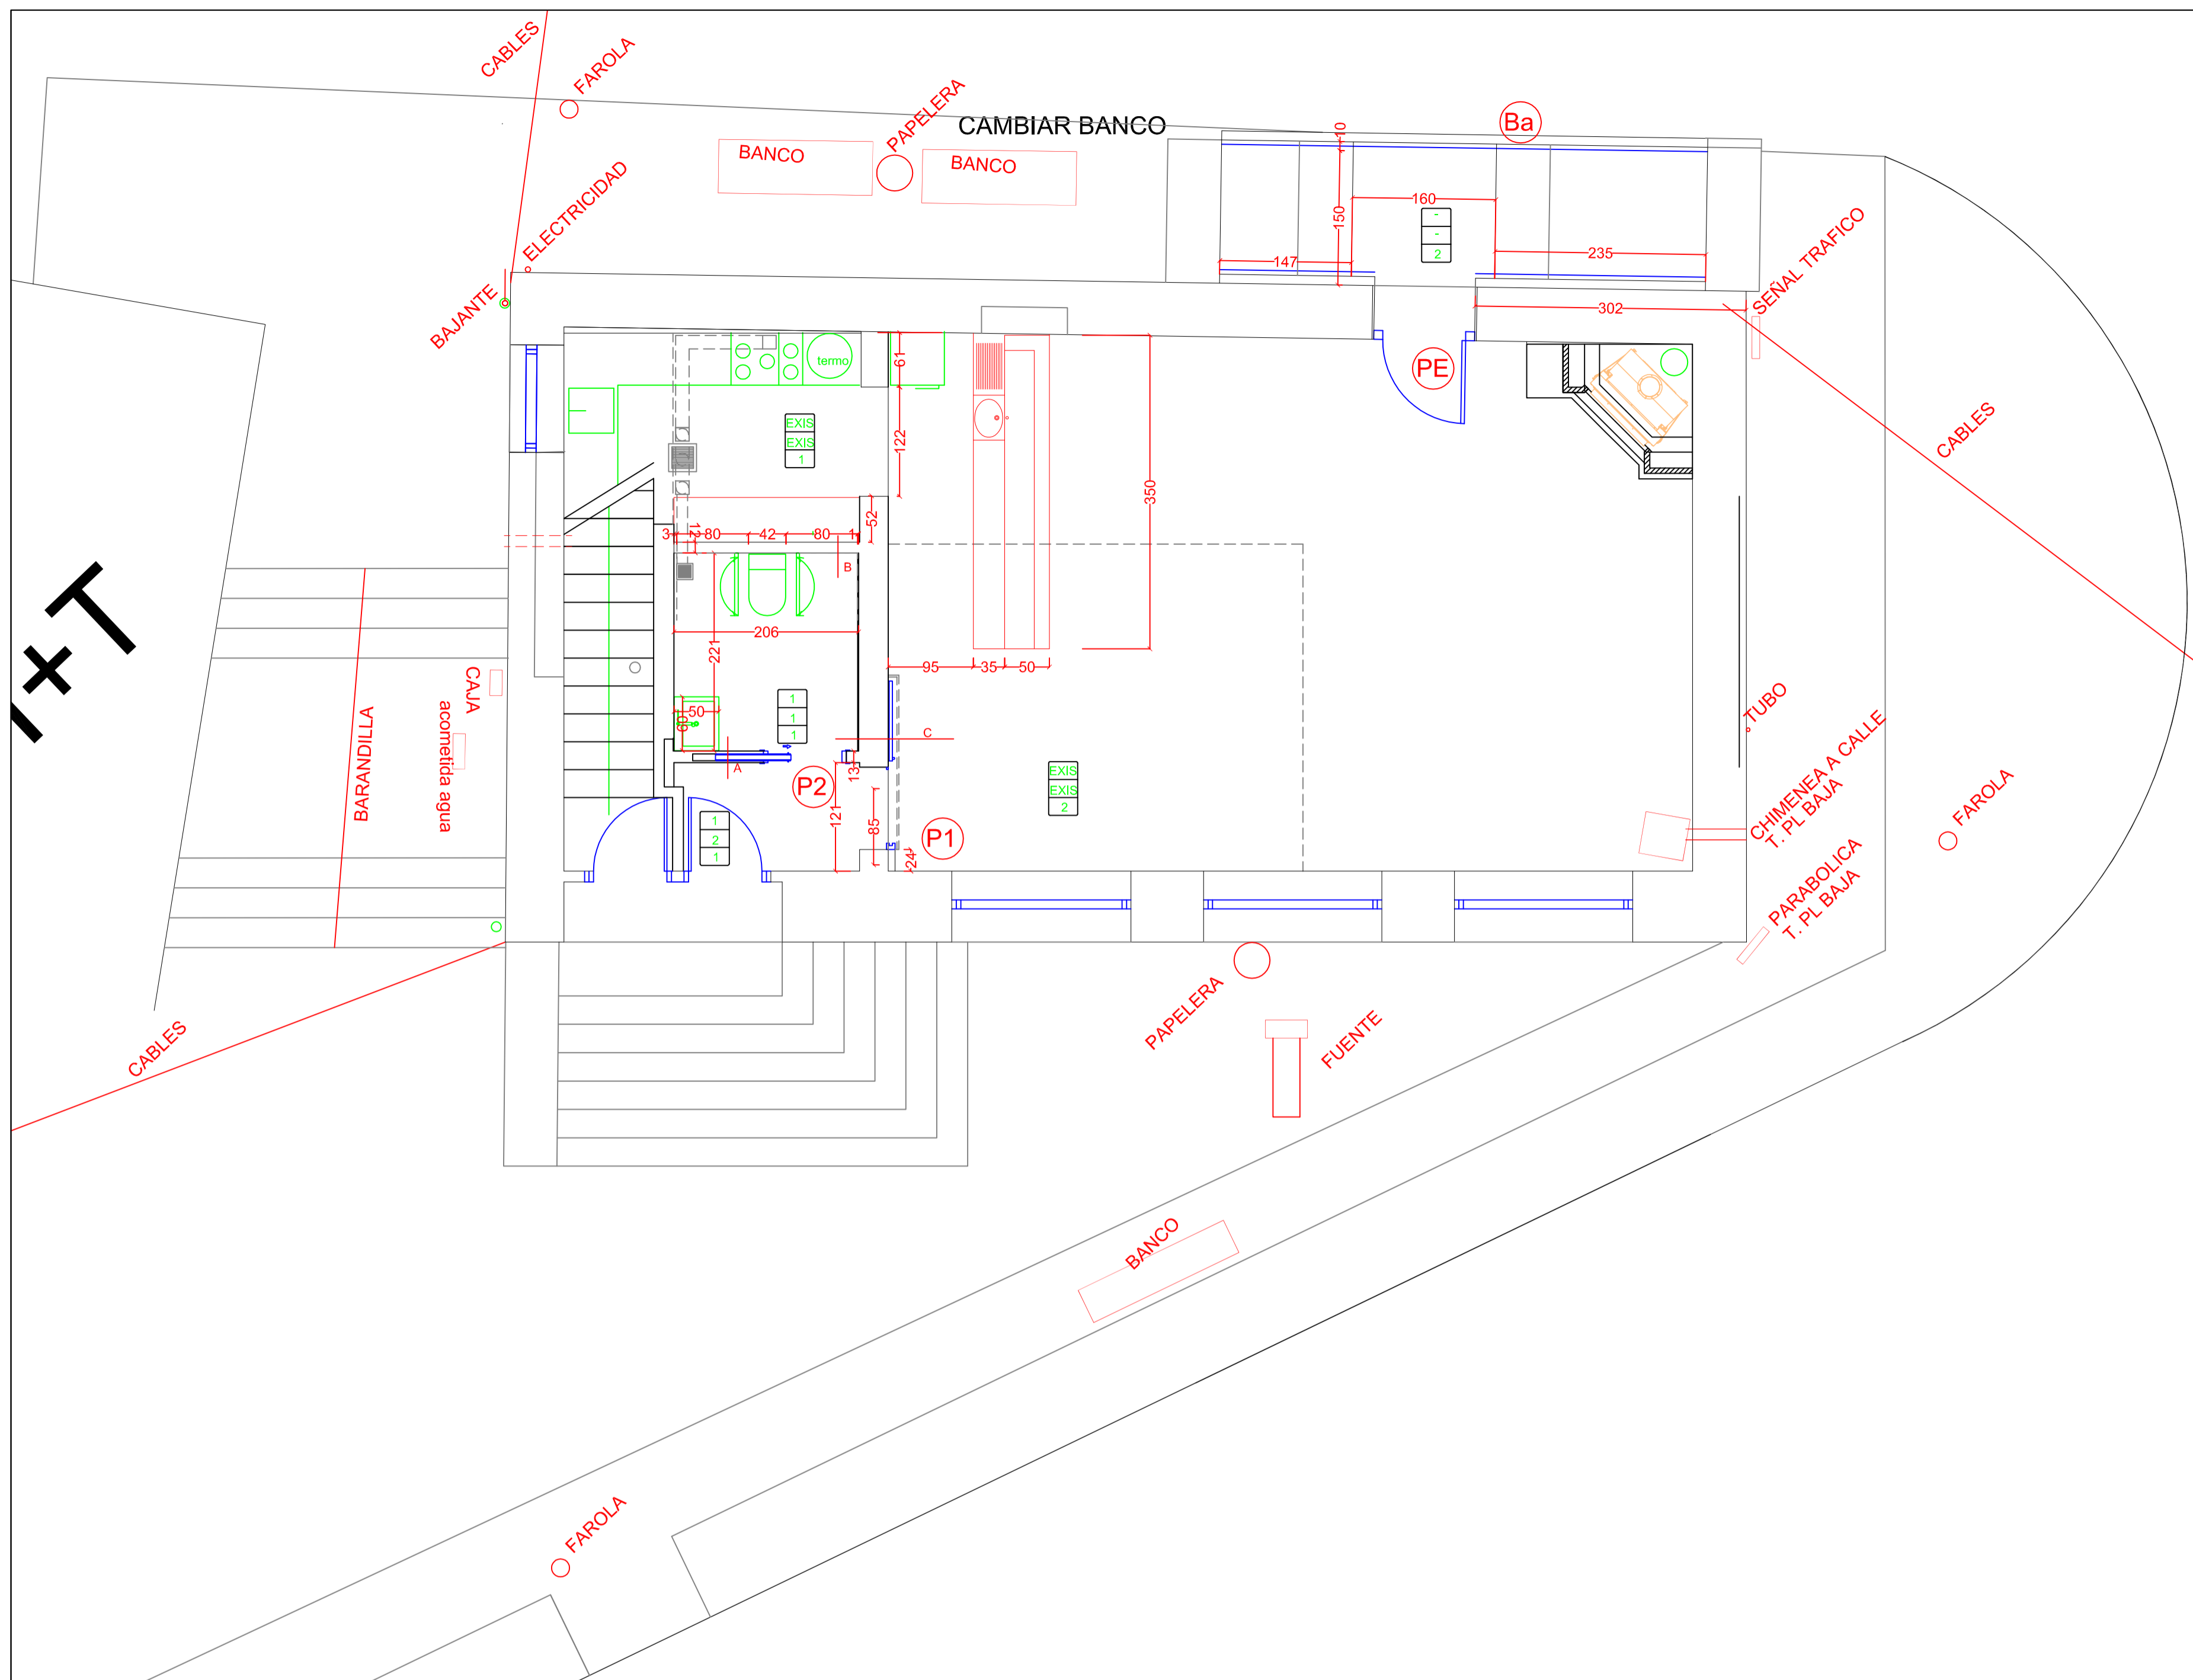 CABLES
FAROLA
PAPELERA
CAMBIAR BANCO
Ba
BANCO
BANCO
10
160
150
-
-
2
147
235
302
SEÑAL TRAFICO
ELECTRICIDAD
BAJANTE
termo
61
PE
EXIS
EXIS
1
122
350
CABLES
52
3
12
80
42
80
1
B
206
221
95
35
50
CAJA
acometida agua
BARANDILLA
50
60
1
1
1
C
A
P2
13
TUBO
CHIMENEA A CALLE
T. PL BAJA
EXIS
EXIS
2
121
85
P1
24
1
2
1
FAROLA
PARABOLICA
T. PL BAJA
PAPELERA
FUENTE
CABLES
BANCO
FAROLA